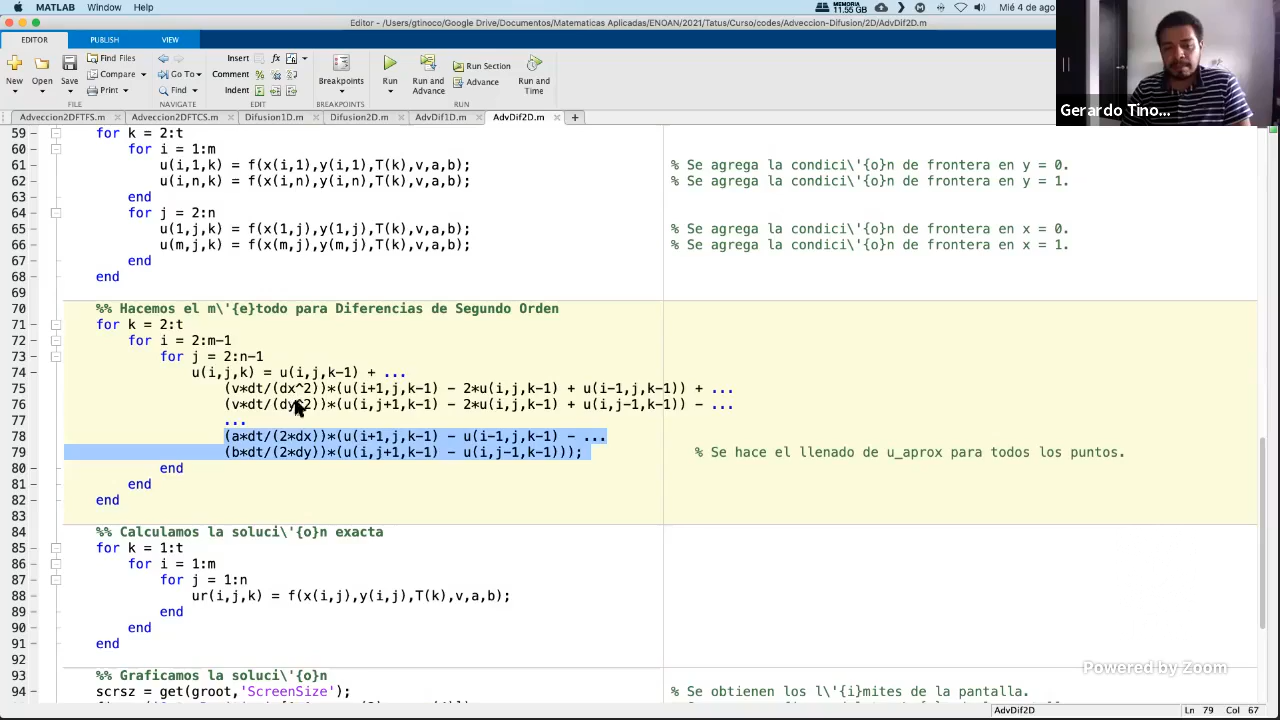 MATLAB Window Help MEMORIA 11.55 GB Mié 4 de ago
Editor - /Users/gtinoco/Google Drive/Documentos/Matematicas Aplicadas/ENOAN/2021/Tatus/Curso/codes/Adveccion-Difusion/2D/AdvDif2D.m
EDITOR PUBLISH VIEW
New Open Save Find Files Compare Print Go To Find Insert Comment Indent fx Breakpoints Run Run and Advance Run Section Advance Run and Time
FILE NAVIGATE EDIT BREAKPOINTS RUN
Gerardo Tino...
Adveccion2DFTFS.m Adveccion2DFTCS.m Difusion1D.m Difusion2D.m AdvDif1D.m AdvDif2D.m +
59 for k = 2:t
60 for i = 1:m
61 u(i,1,k) = f(x(i,1),y(i,1),T(k),v,a,b); % Se agrega la condici\'{o}n de frontera en y = 0.
62 u(i,n,k) = f(x(i,n),y(i,n),T(k),v,a,b); % Se agrega la condici\'{o}n de frontera en y = 1.
63 end
64 for j = 2:n
65 u(1,j,k) = f(x(1,j),y(1,j),T(k),v,a,b); % Se agrega la condici\'{o}n de frontera en x = 0.
66 u(m,j,k) = f(x(m,j),y(m,j),T(k),v,a,b); % Se agrega la condici\'{o}n de frontera en x = 1.
67 end
68 end
69
70 %% Hacemos el m\'{e}todo para Diferencias de Segundo Orden
71 for k = 2:t
72 for i = 2:m-1
73 for j = 2:n-1
74 u(i,j,k) = u(i,j,k-1) + ...
75 (v*dt/(dx^2))*(u(i+1,j,k-1) - 2*u(i,j,k-1) + u(i-1,j,k-1)) + ...
76 (v*dt/(dy^2))*(u(i,j+1,k-1) - 2*u(i,j,k-1) + u(i,j-1,k-1)) - ...
77 ...
78 (a*dt/(2*dx))*(u(i+1,j,k-1) - u(i-1,j,k-1) - ...
79 (b*dt/(2*dy))*(u(i,j+1,k-1) - u(i,j-1,k-1))); % Se hace el llenado de u_aprox para todos los puntos.
80 end
81 end
82 end
83
84 %% Calculamos la soluci\'{o}n exacta
85 for k = 1:t
86 for i = 1:m
87 for j = 1:n
88 ur(i,j,k) = f(x(i,j),y(i,j),T(k),v,a,b);
89 end
90 end
91 end
92
93 %% Graficamos la soluci\'{o}n
94 scrsz = get(groot,'ScreenSize'); % Se obtienen los l\'{i}mites de la pantalla.
Powered by Zoom
AdvDif2D Ln 79 Col 67